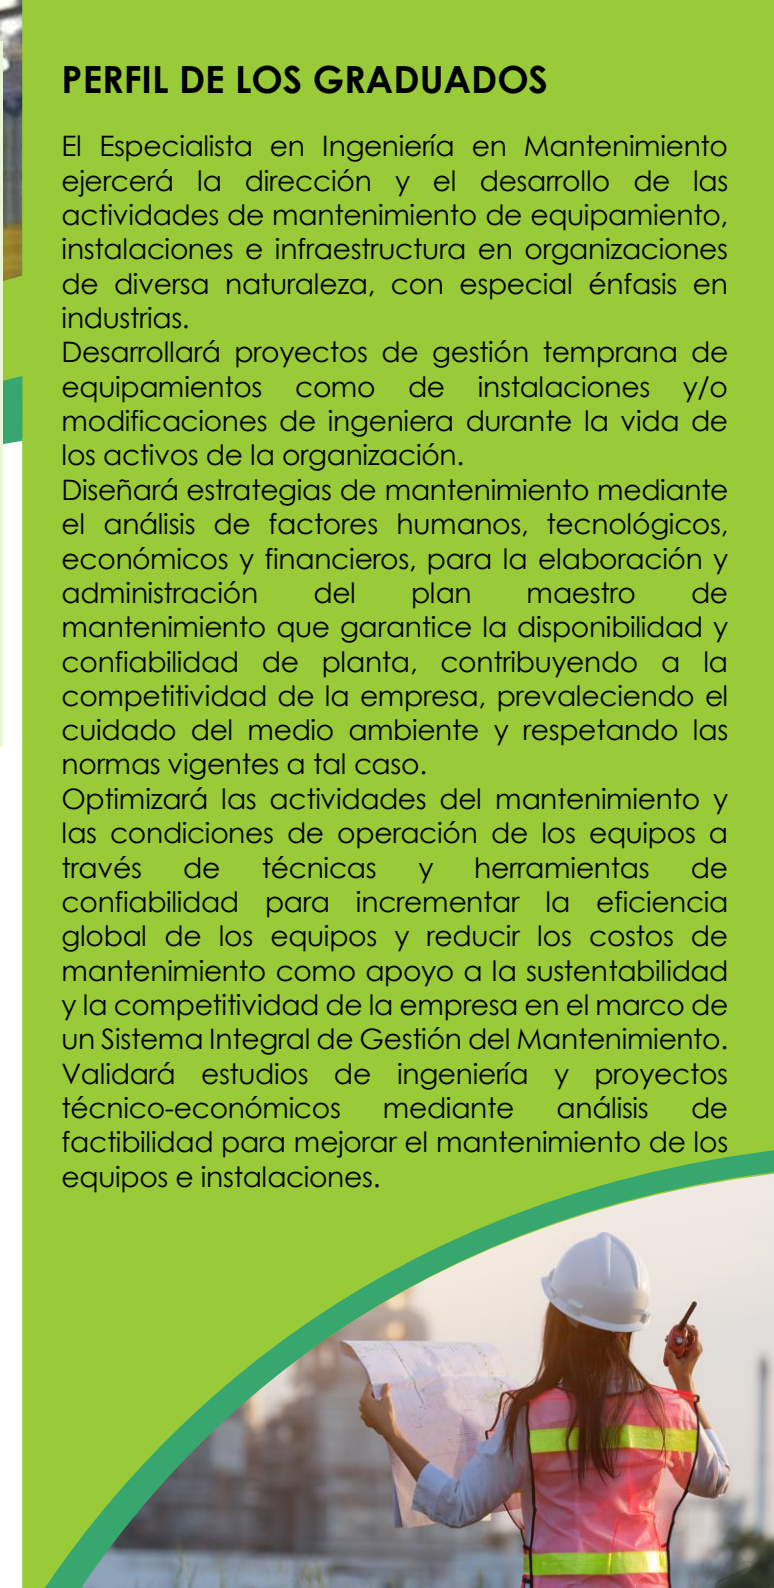 PERFIL DE LOS GRADUADOS
El Especialista en Ingeniería en Mantenimiento
ejercerá la dirección y el desarrollo de las
actividades de mantenimiento de equipamiento,
instalaciones e infraestructura en organizaciones
de diversa naturaleza, con especial énfasis en
industrias.
Desarrollará proyectos de gestión temprana de
equipamientos como de instalaciones y/o
modificaciones de ingeniera durante la vida de
los activos de la organización.
Diseñará estrategias de mantenimiento mediante
el análisis de factores humanos, tecnológicos,
económicos y financieros, para la elaboración y
administración del plan maestro de
mantenimiento que garantice la disponibilidad y
confiabilidad de planta, contribuyendo a la
competitividad de la empresa, prevaleciendo el
cuidado del medio ambiente y respetando las
normas vigentes a tal caso.
Optimizará las actividades del mantenimiento y
las condiciones de operación de los equipos a
través de técnicas y herramientas de
confiabilidad para incrementar la eficiencia
global de los equipos y reducir los costos de
mantenimiento como apoyo a la sustentabilidad
y la competitividad de la empresa en el marco de
un Sistema Integral de Gestión del Mantenimiento.
Validará estudios de ingeniería y proyectos
técnico-económicos mediante análisis de
factibilidad para mejorar el mantenimiento de los
equipos e instalaciones.